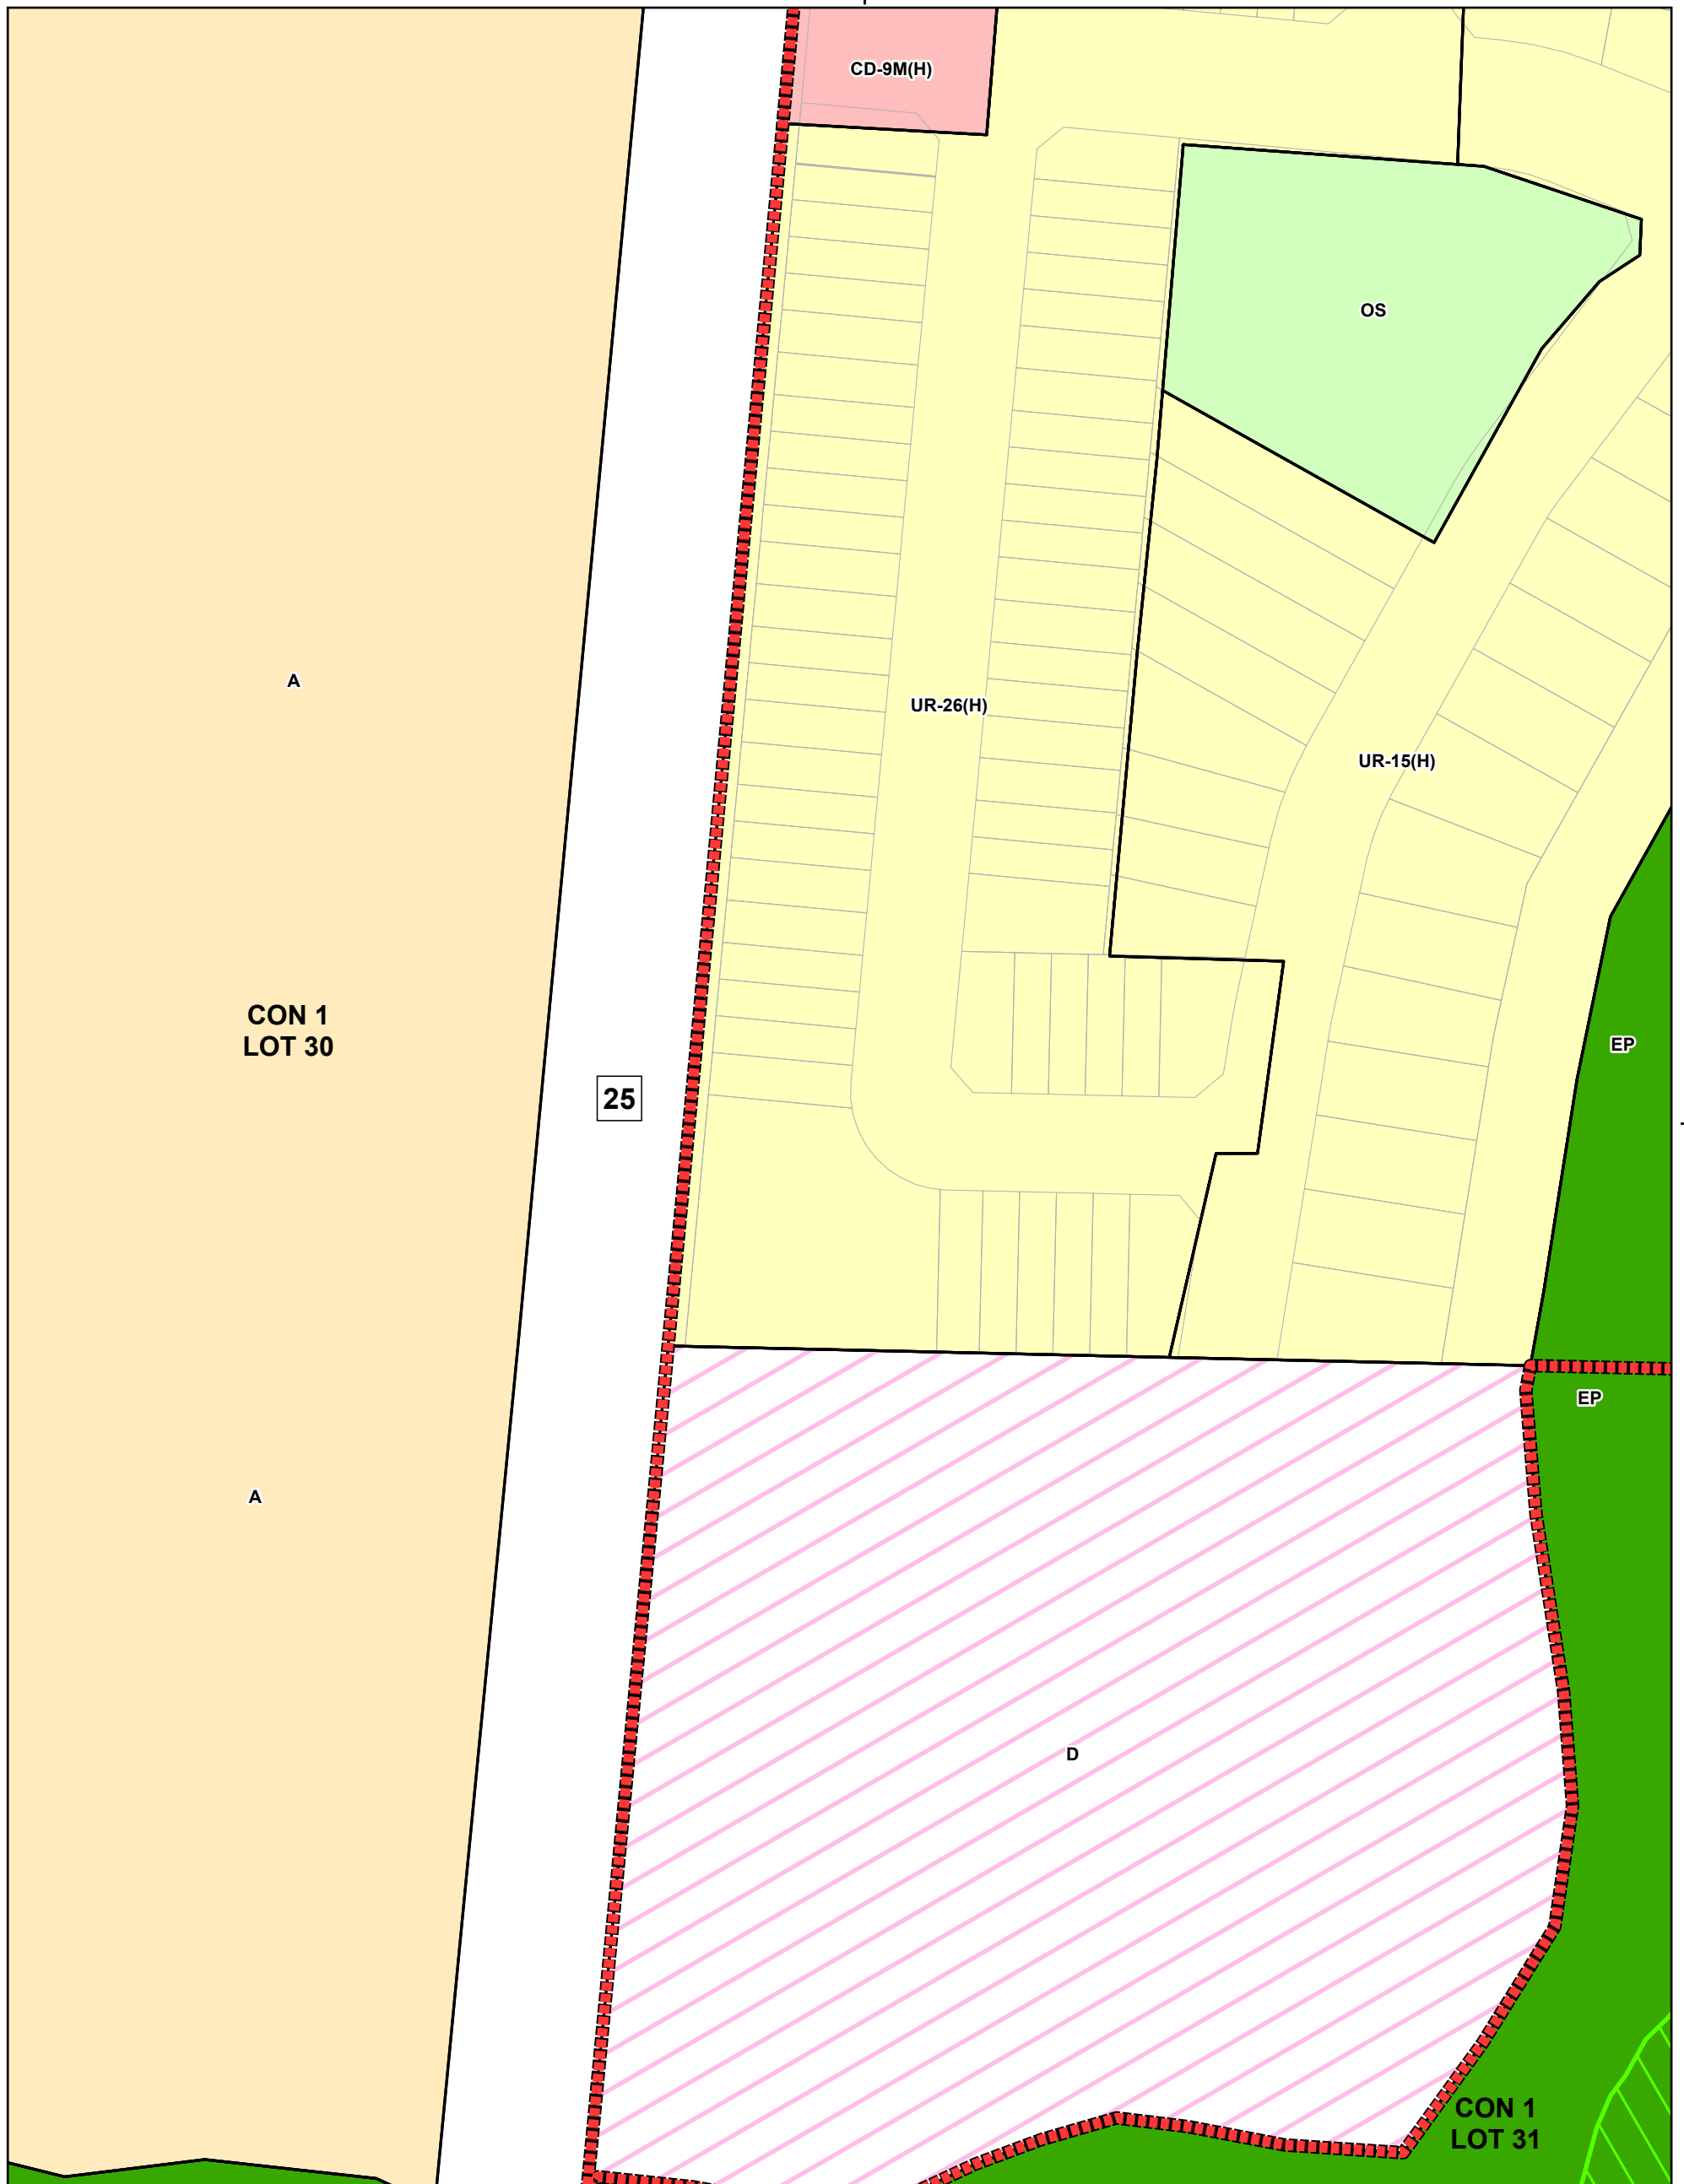 CD-9M(H)
OS
A
UR-26(H)
UR-15(H)
CON 1
LOT 30
EP
25
EP
A
D
CON 1
LOT 31